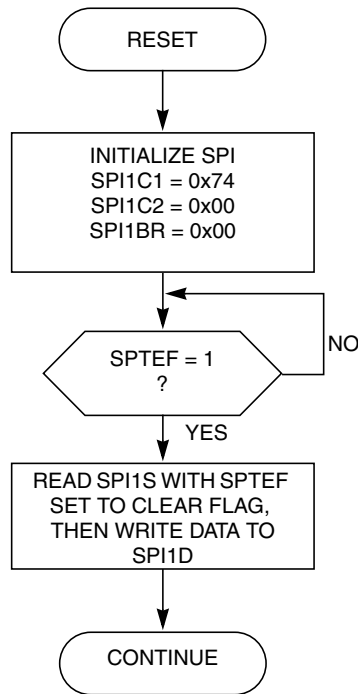 RESET
INITIALIZE SPI
SPI1C1 = 0x74
SPI1C2 = 0x00
SPI1BR = 0x00
SPTEF = 1
?
NO
YES
READ SPI1S WITH SPTEF
SET TO CLEAR FLAG,
THEN WRITE DATA TO
SPI1D
CONTINUE